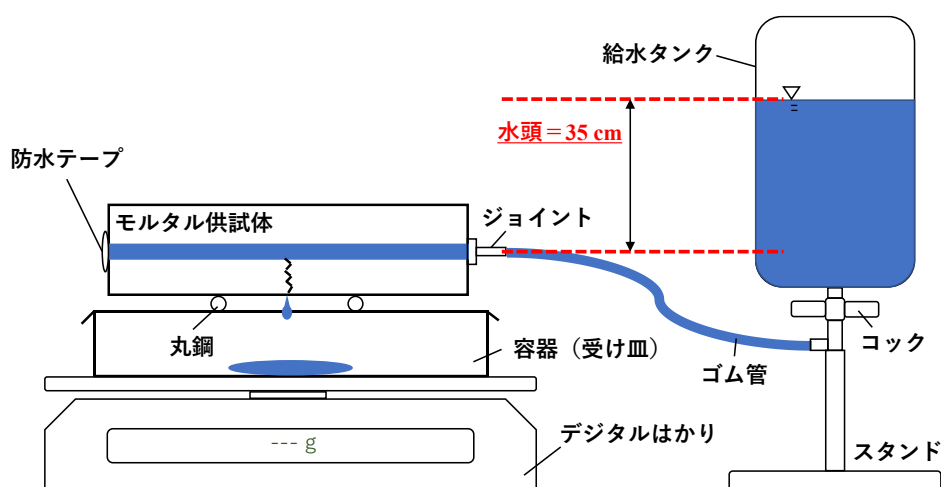 給水タンク
水頭＝35 cm
防水テープ
モルタル供試体
ジョイント
丸鋼
容器（受け皿）
ゴム管
コック
--- g
デジタルはかり
スタンド